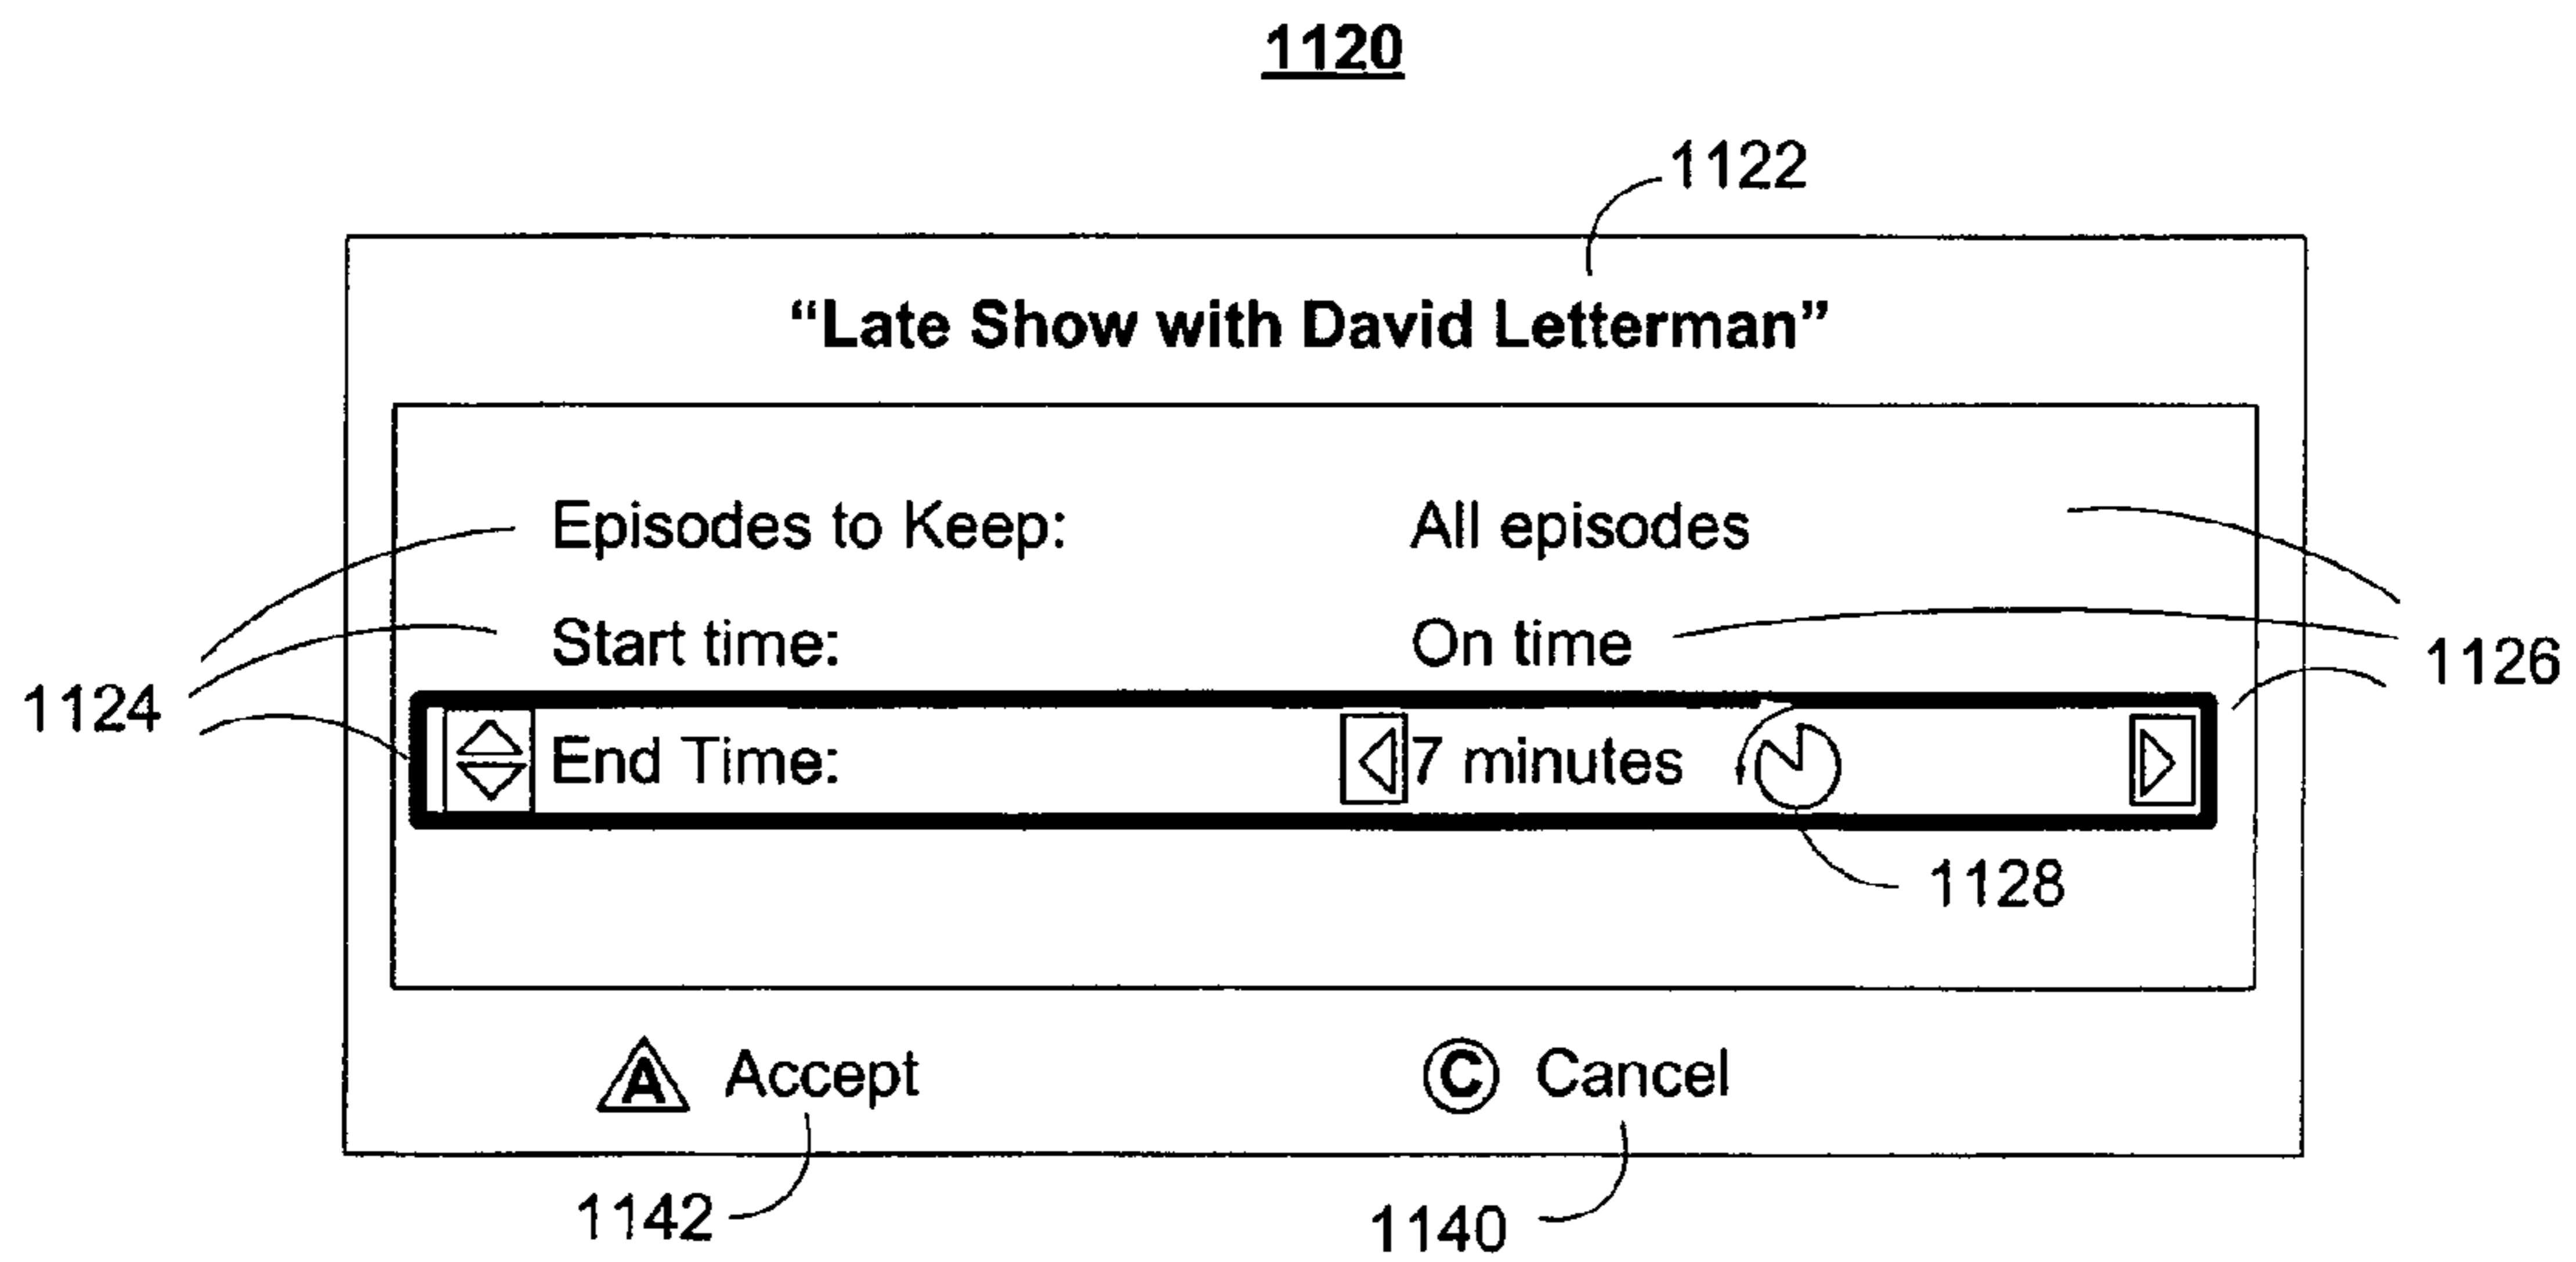 1120
1122
“Late Show with David Letterman”
Episodes to Keep: All episodes
Start time: On time
1124
1126
End Time: 7 minutes
1128
A Accept C Cancel
1142 1140